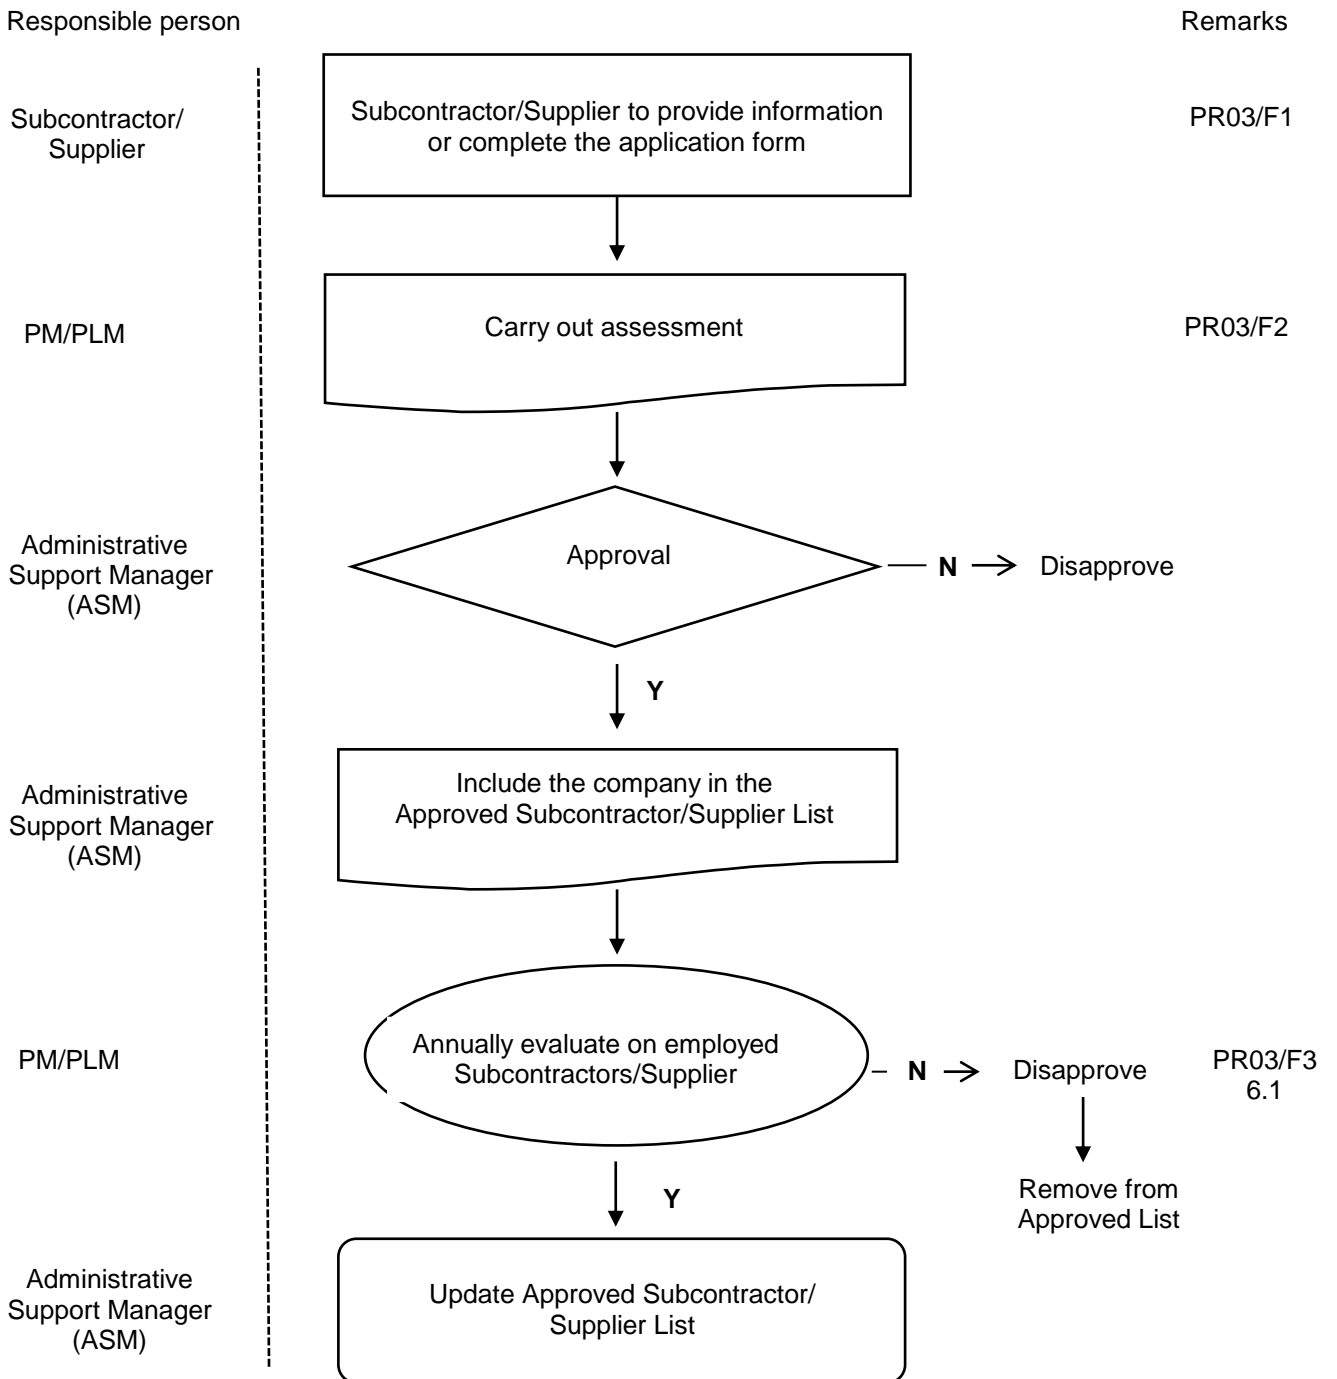 Responsible person
Remarks
Subcontractor/
Supplier
Subcontractor/Supplier to provide information
or complete the application form
PR03/F1
PM/PLM
Carry out assessment
PR03/F2
Administrative
Support Manager
(ASM)
Approval
N
Disapprove
Y
Administrative
Support Manager
(ASM)
Include the company in the
Approved Subcontractor/Supplier List
PM/PLM
Annually evaluate on employed
Subcontractors/Supplier
N
Disapprove
PR03/F3
6.1
Remove from
Approved List
Y
Administrative
Support Manager
(ASM)
Update Approved Subcontractor/
Supplier List